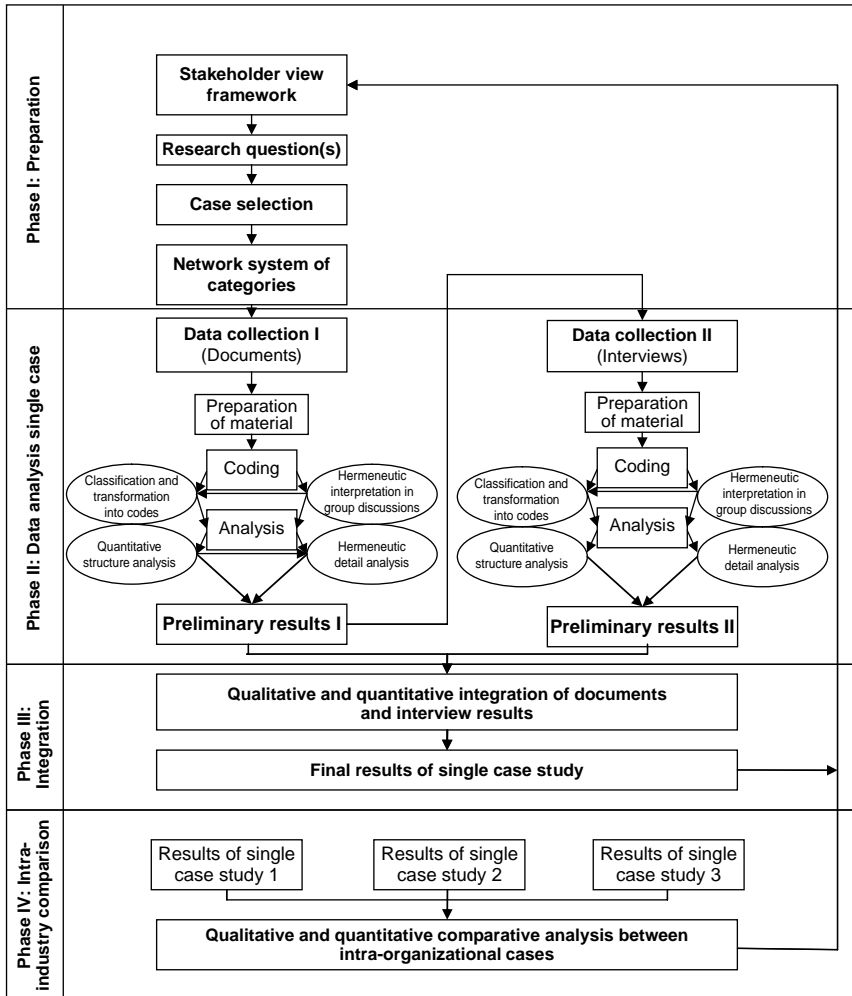 Phase I: Preparation
Stakeholder view
framework
Research question(s)
Case selection
Network system of
categories
Phase II: Data analysis single case
Data collection I
(Documents)
Preparation
of material
Coding
Classification and
transformation
into codes
Hermeneutic
interpretation in
group discussions
Analysis
Quantitative
structure analysis
Hermeneutic
detail analysis
Preliminary results I
Data collection II
(Interviews)
Preparation
of material
Coding
Classification and
transformation
into codes
Hermeneutic
interpretation in
group discussions
Analysis
Quantitative
structure analysis
Hermeneutic
detail analysis
Preliminary results II
Phase III:
Integration
Qualitative and quantitative integration of documents
and interview results
Final results of single case study
Phase IV: Intra-
industry comparison
Results of single
case study 1
Results of single
case study 2
Results of single
case study 3
Qualitative and quantitative comparative analysis between
intra-organizational cases